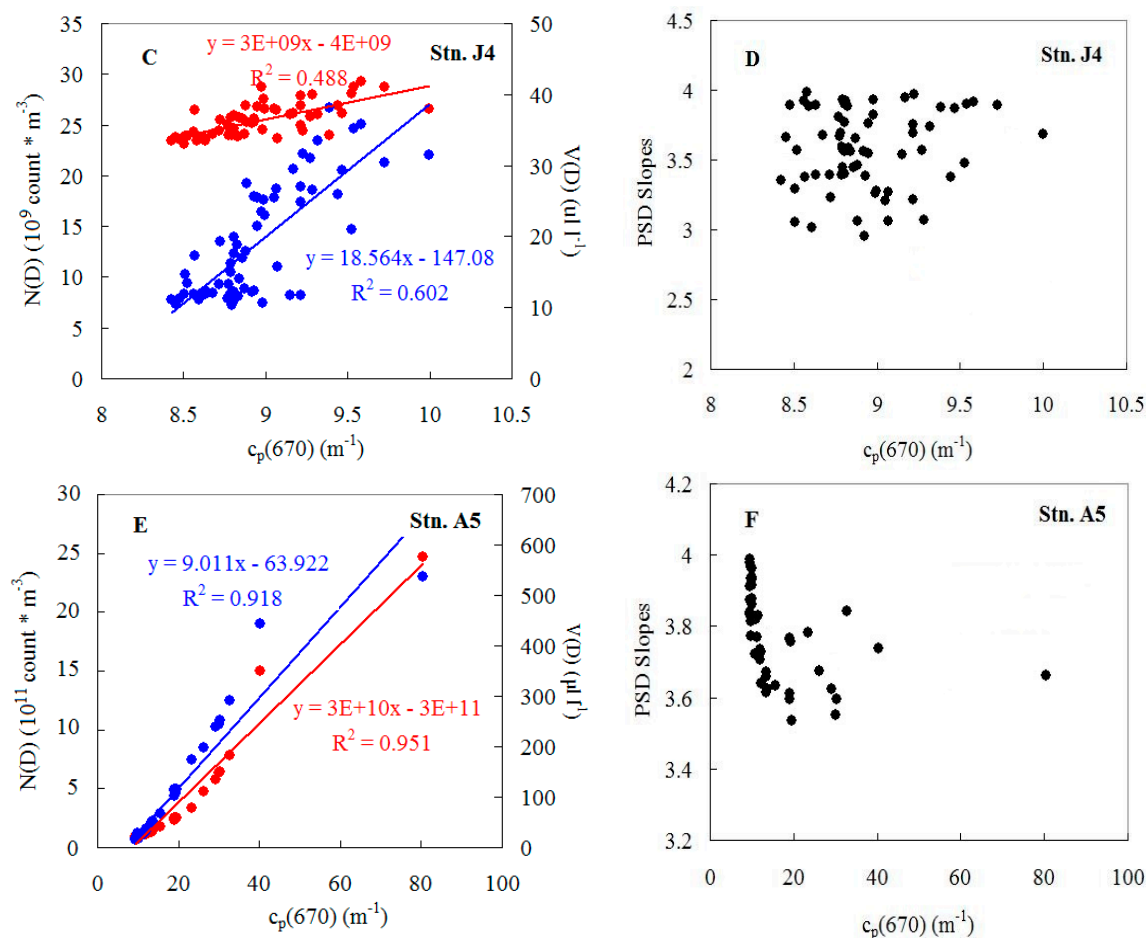 C
Stn. J4
y = 3E+09x - 4E+09
R² = 0.488
y = 18.564x - 147.08
R² = 0.602
N(D) (10⁹ count * m⁻³)
0
5
10
15
20
25
30
35
V(D) (µl l⁻¹)
0
10
20
30
40
50
8
8.5
9
9.5
10
10.5
cₚ(670) (m⁻¹)
D
Stn. J4
PSD Slopes
2
2.5
3
3.5
4
4.5
8
8.5
9
9.5
10
10.5
cₚ(670) (m⁻¹)
E
Stn. A5
y = 9.011x - 63.922
R² = 0.918
y = 3E+10x - 3E+11
R² = 0.951
N(D) (10¹¹ count * m⁻³)
0
5
10
15
20
25
30
V(D) (µl l⁻¹)
0
100
200
300
400
500
600
700
0
20
40
60
80
100
cₚ(670) (m⁻¹)
F
Stn. A5
PSD Slopes
3.2
3.4
3.6
3.8
4.0
4.2
0
20
40
60
80
100
cₚ(670) (m⁻¹)